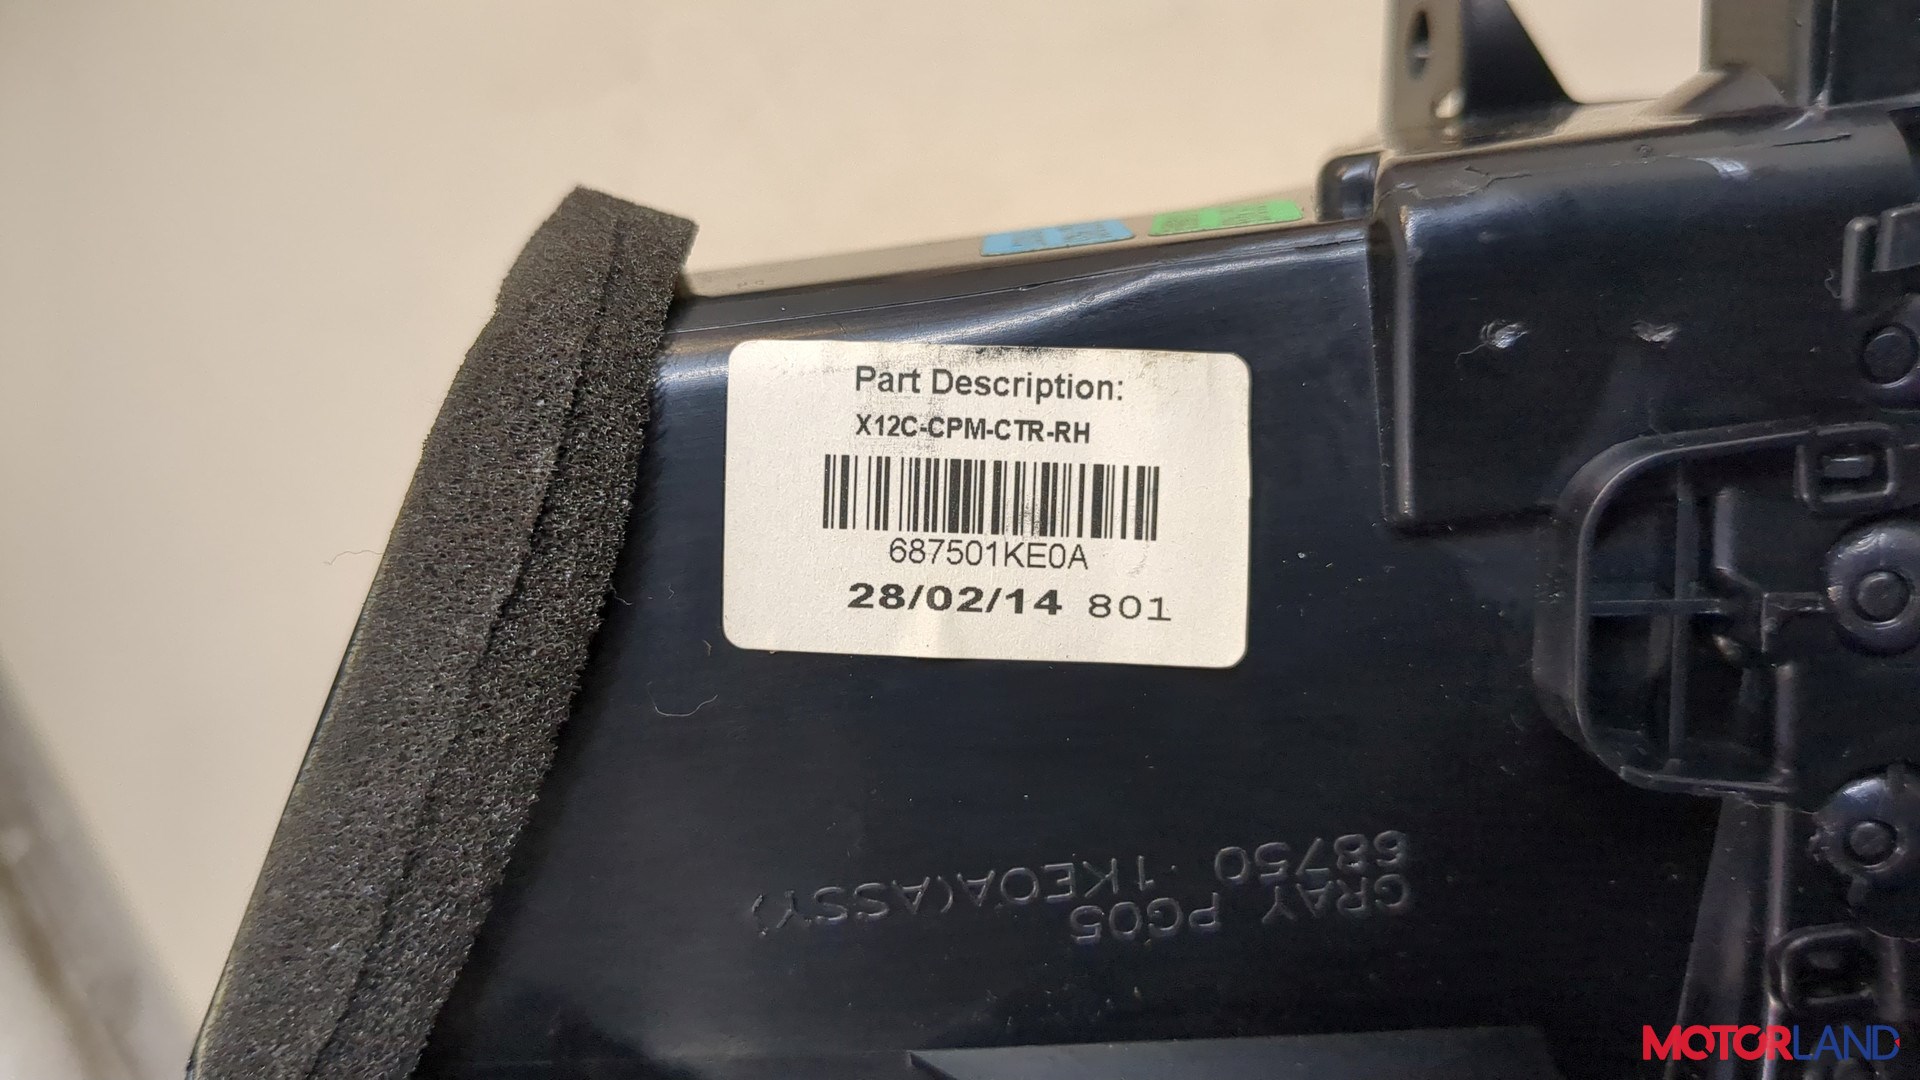 Part Description:
X12C-CPM-CTR-RH
687501KE0A
28/02/14 801
68750 1KE0A(ASSY)
GRAY PG05
MOTORLAND